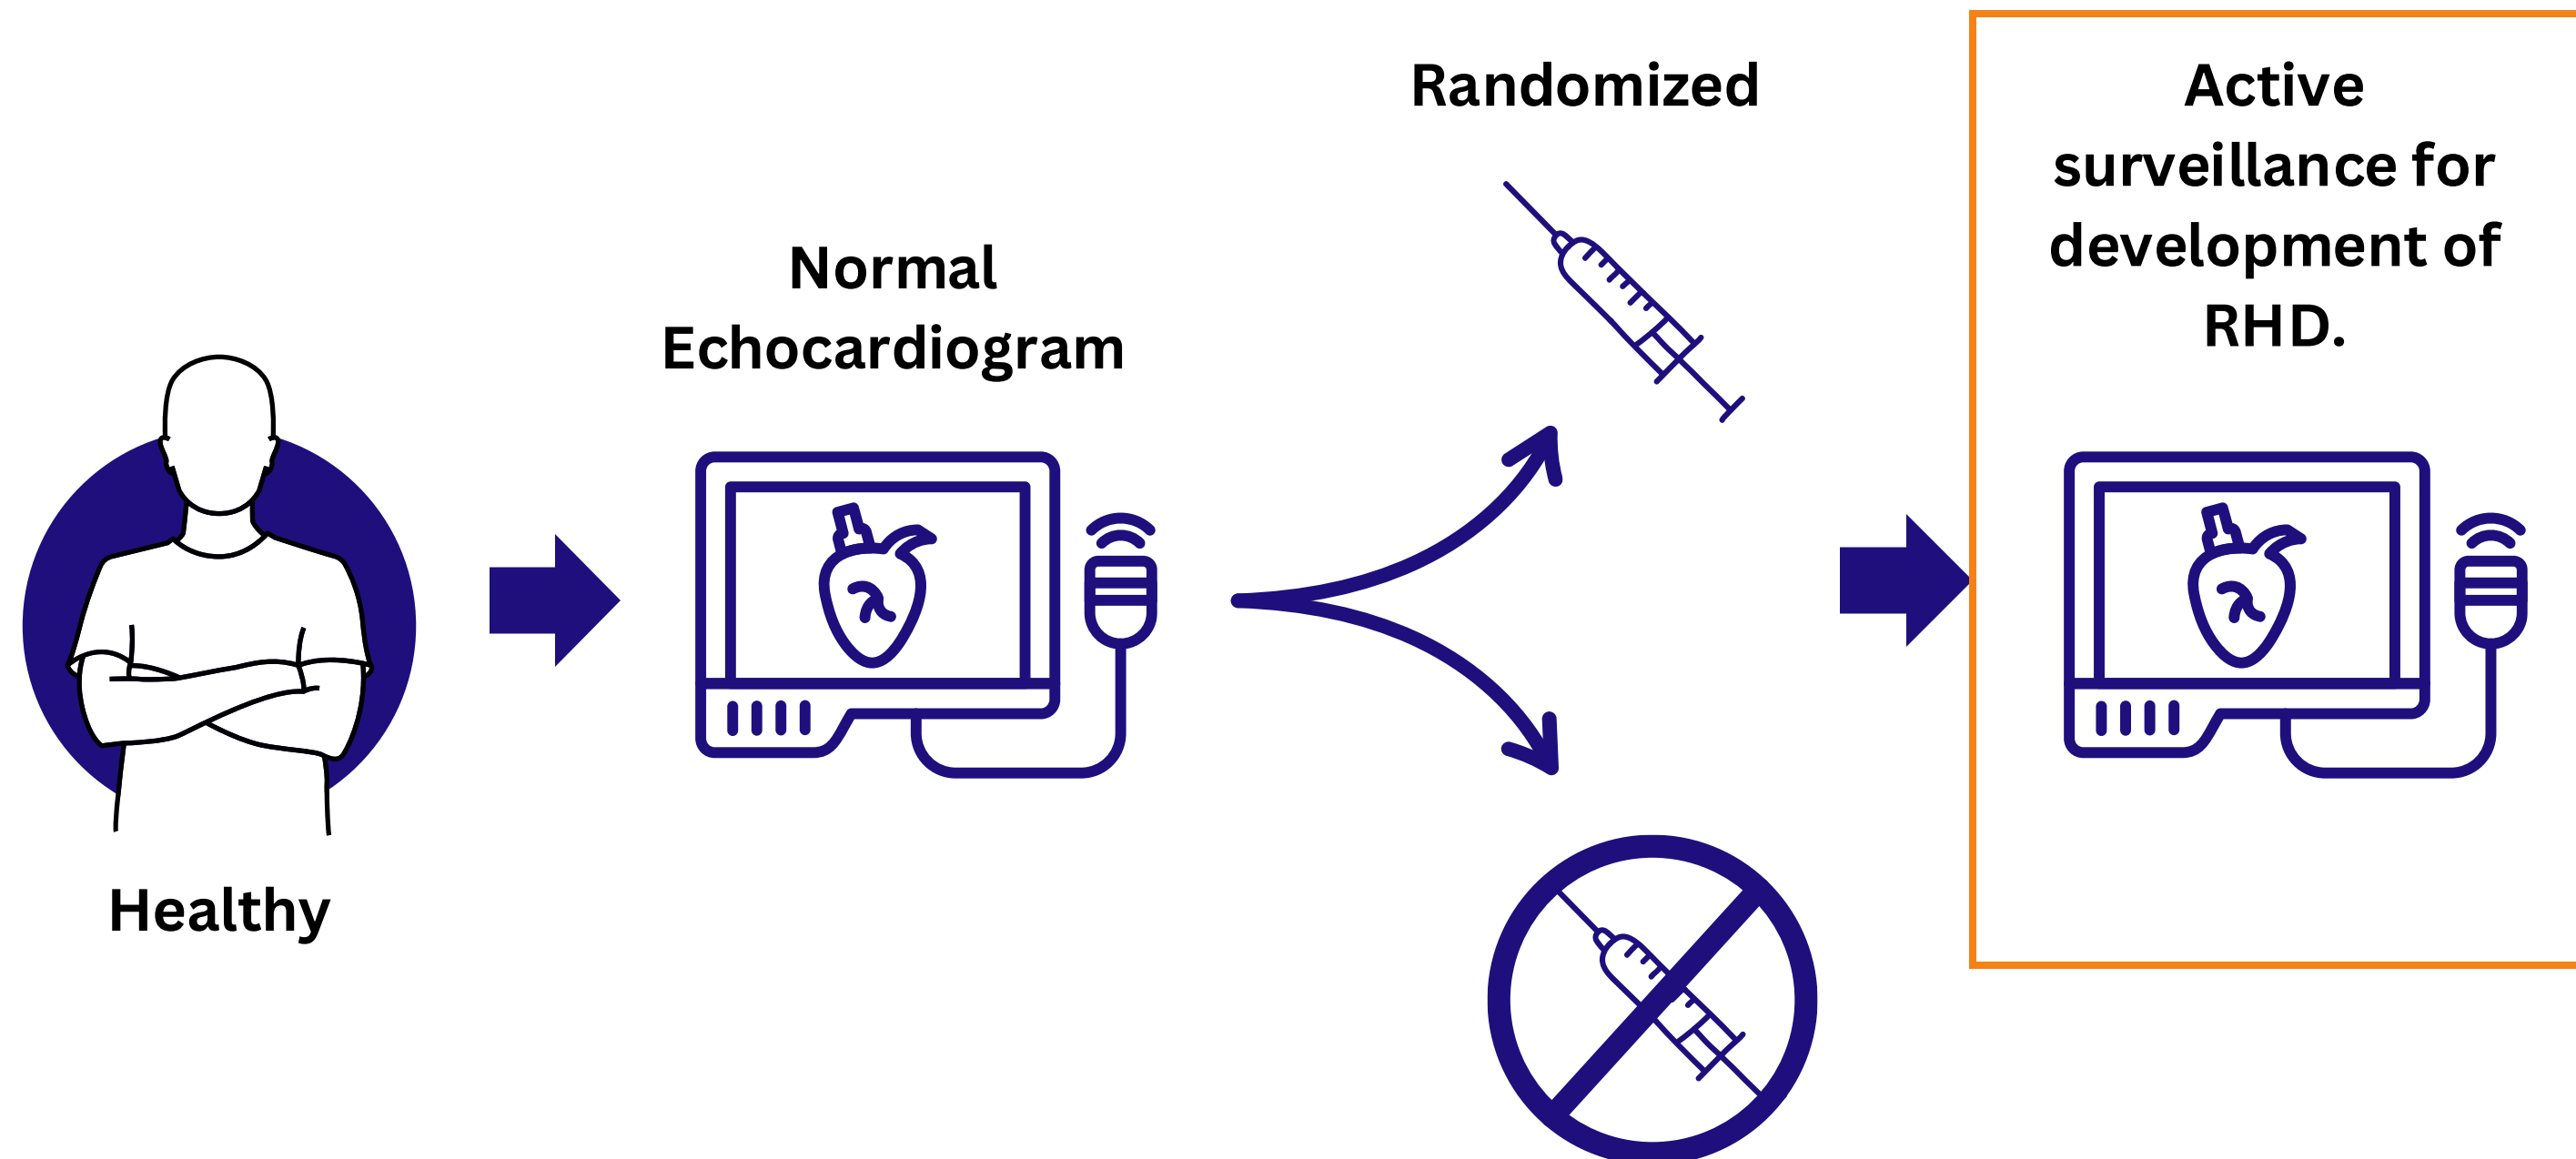 Healthy
Normal
Echocardiogram
Randomized
Active
surveillance for
development of
RHD.